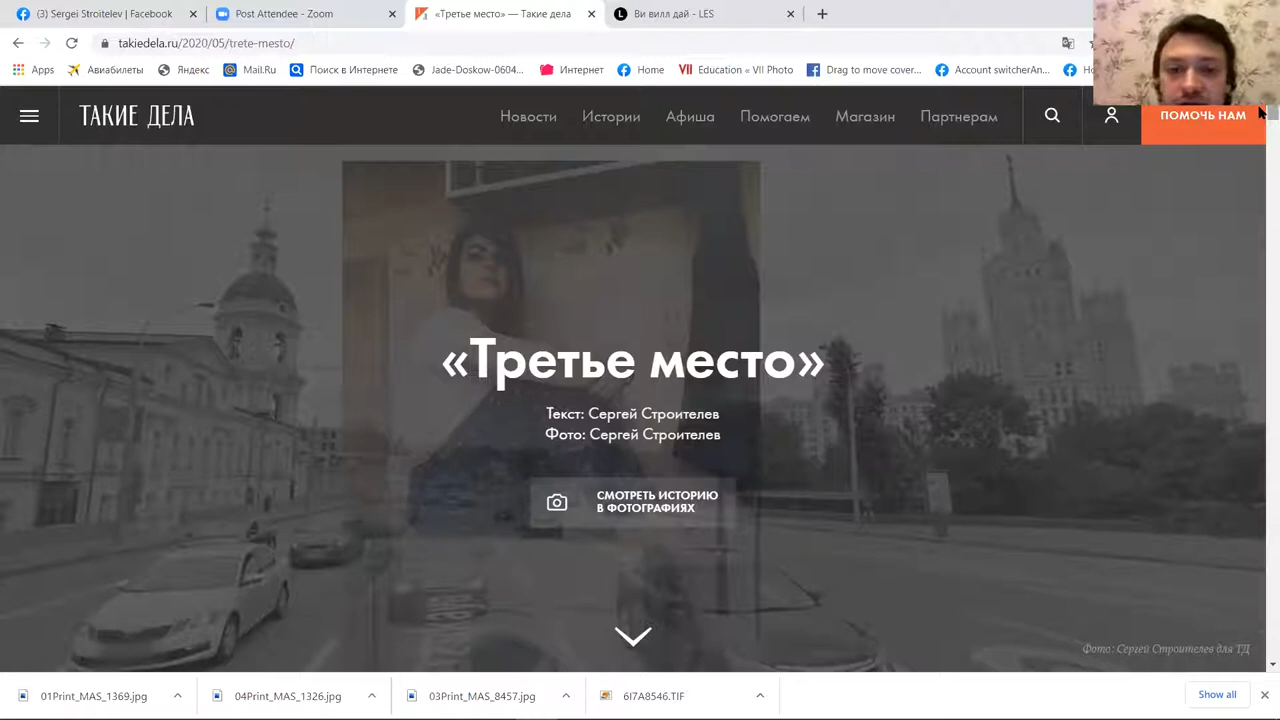 (3) Sergei Stroitelev | Facebook
Post Attendee - Zoom
«Третье место» — Такие дела
Ви вилл дай - LES
takiedela.ru/2020/05/trete-mesto/
Apps
Авиабилеты
Яндекс
Mail.Ru
Поиск в Интернете
Jade-Doskow-0604...
Интернет
Home
VII Education « VII Photo
Drag to move cover...
Account switcherAn...
ТАКИЕ ДЕЛА
Новости
Истории
Афиша
Помогаем
Магазин
Партнерам
ПОМОЧЬ НАМ
«Третье место»
Текст: Сергей Строителев
Фото: Сергей Строителев
СМОТРЕТЬ ИСТОРИЮ
В ФОТОГРАФИЯХ
Фото: Сергей Строителев для ТД
01Print_MAS_1369.jpg
04Print_MAS_1326.jpg
03Print_MAS_8457.jpg
6I7A8546.TIF
Show all